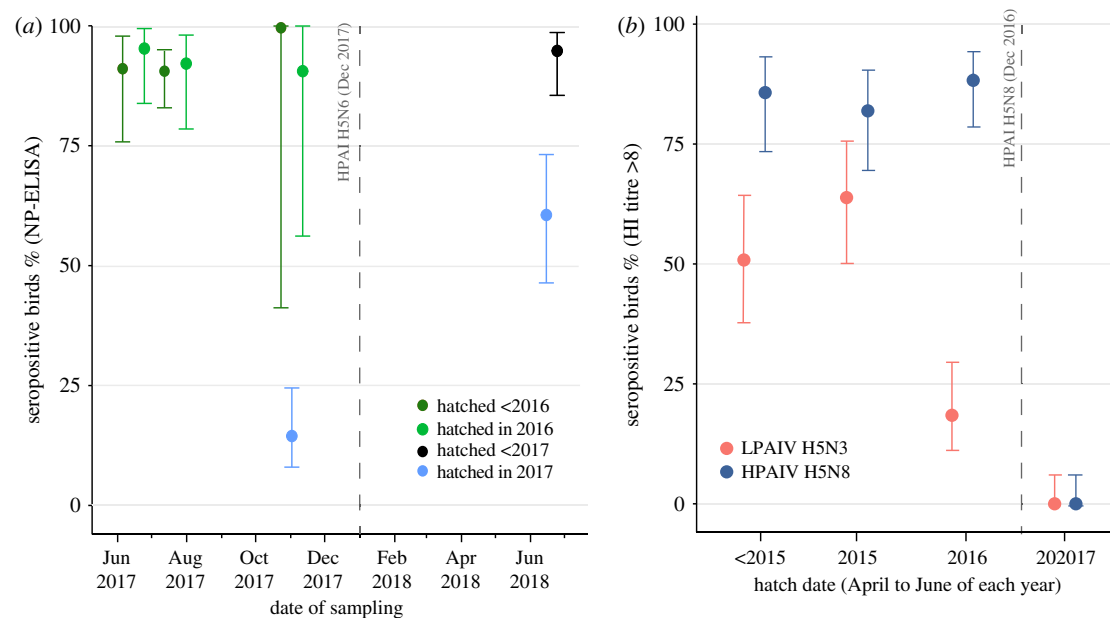 (a)
100
75
50
25
0
seropositive birds % (NP-ELISA)
HPAI H5N6 (Dec 2017)
hatched <2016
hatched in 2016
hatched <2017
hatched in 2017
Jun Aug Oct Dec Feb Apr Jun
2017 2017 2017 2017 2018 2018 2018
date of sampling
(b)
100
75
50
25
0
seropositive birds % (HI titre >8)
HPAI H5N8 (Dec 2016)
LPAIV H5N3
HPAIV H5N8
<2015 2015 2016 202017
hatch date (April to June of each year)